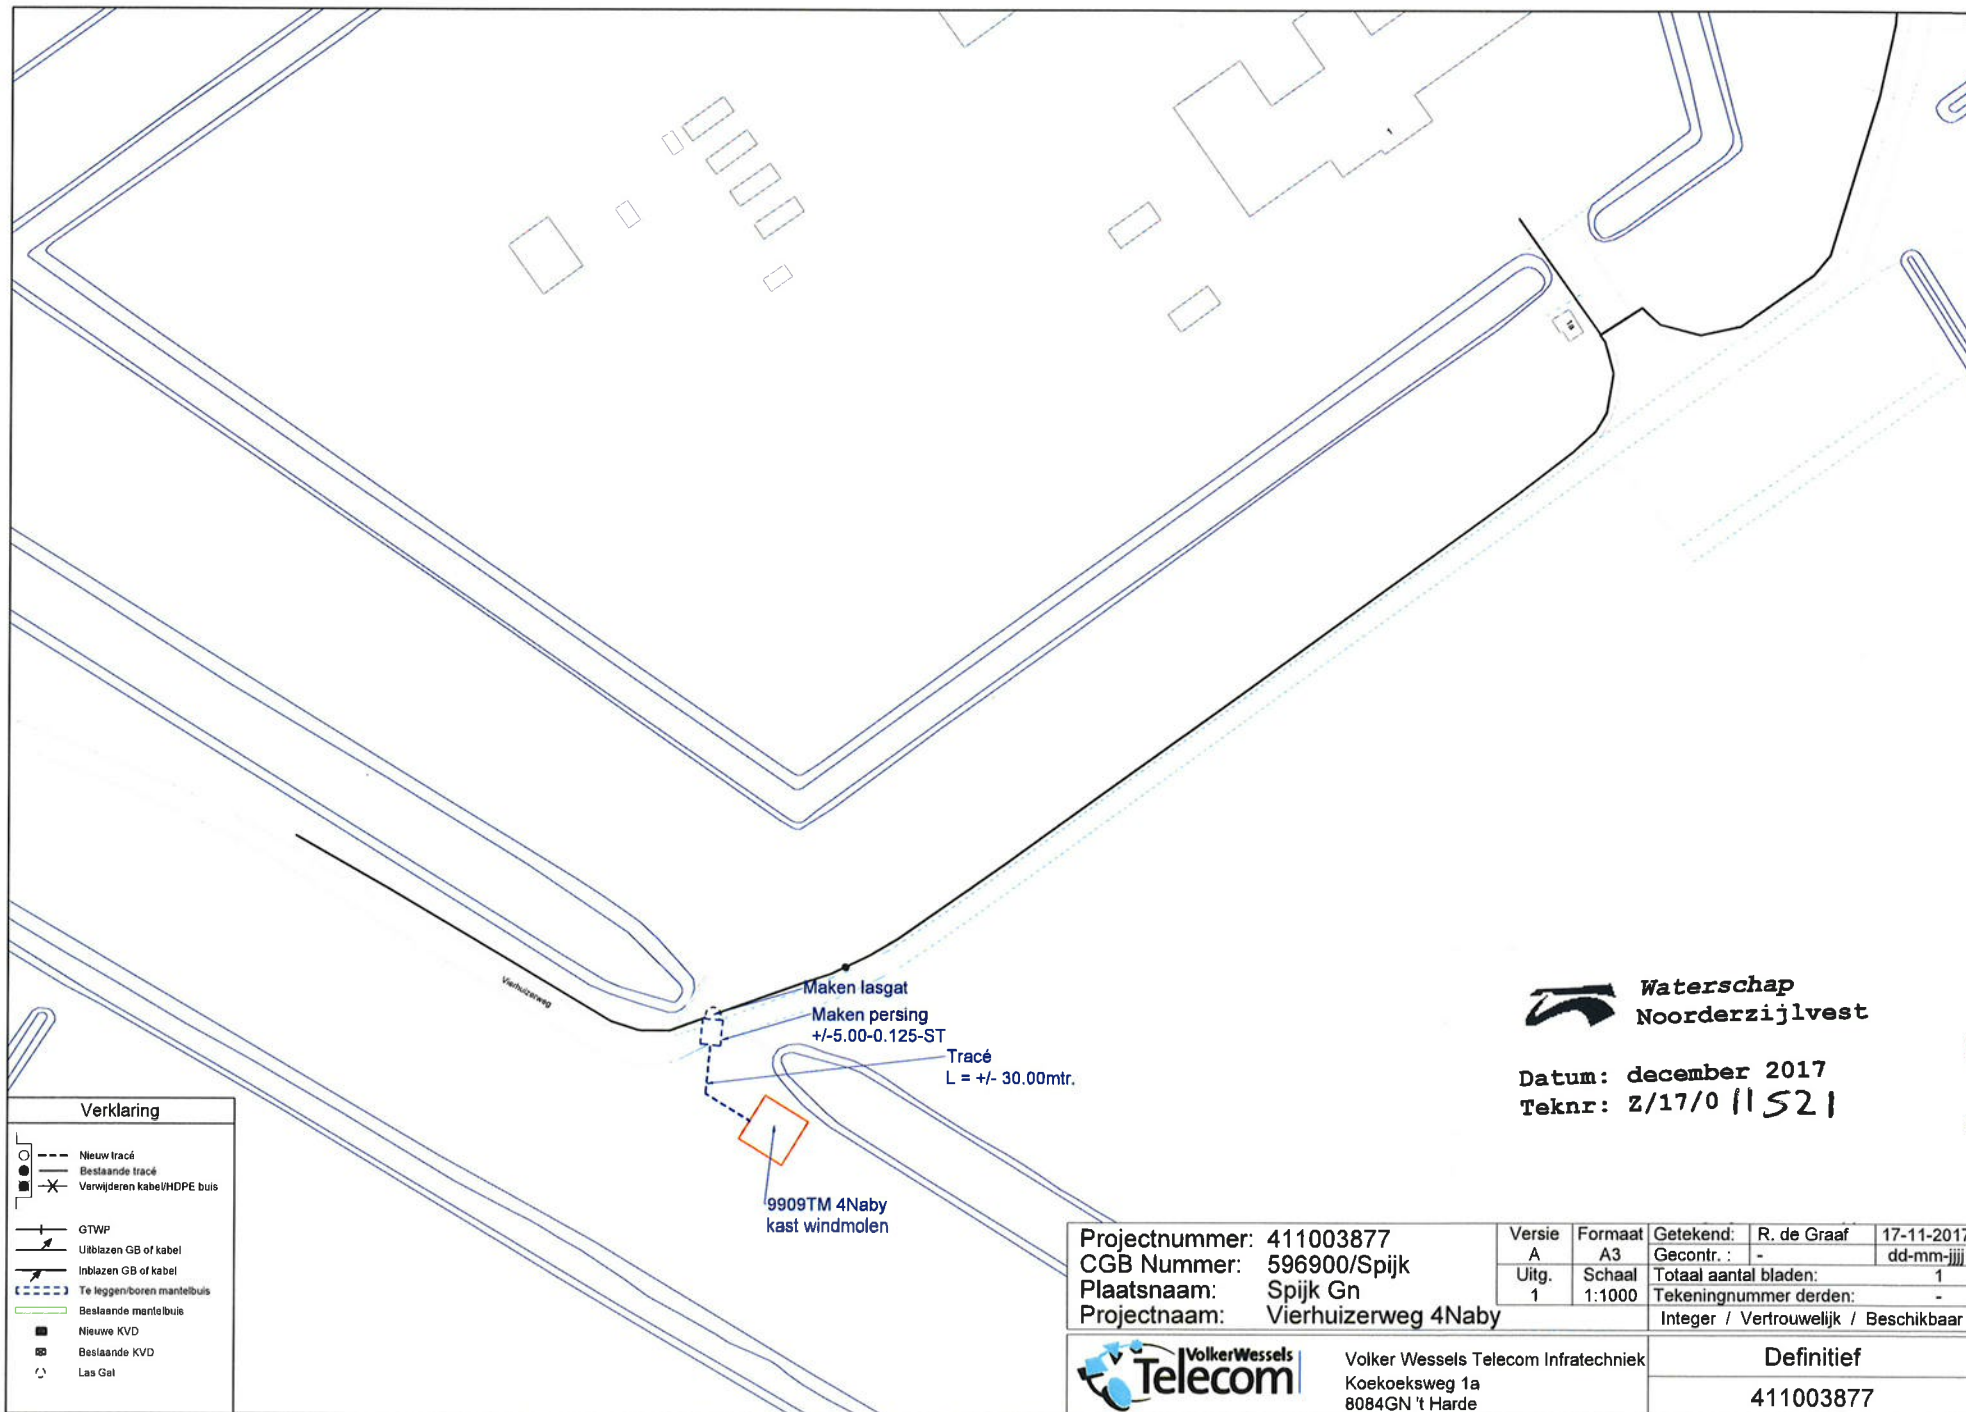 1
1a
Vierhuizerweg
Maken lasgat
Maken persing
+/-5.00-0.125-ST
Tracé
L = +/- 30.00mtr.
9909TM 4Naby
kast windmolen
Waterschap
Noorderzijlvest
Datum: december 2017
Teknr: Z/17/0 11521
Verklaring
Nieuw tracé
Bestaande tracé
Verwijderen kabel/HDPE buis
GTWP
Uitblazen GB of kabel
Inblazen GB of kabel
Te leggen/boren mantelbuis
Bestaande mantelbuis
Nieuwe KVD
Bestaande KVD
Las Gat
Projectnummer: 411003877
CGB Nummer: 596900/Spijk
Plaatsnaam: Spijk Gn
Projectnaam: Vierhuizerweg 4Naby
Versie Formaat Getekend: R. de Graaf 17-11-2017
A A3 Gecontr. : - dd-mm-jjjj
Uitg. Schaal Totaal aantal bladen: 1
1 1:1000 Tekeningnummer derden: -
Integer / Vertrouwelijk / Beschikbaar
VolkerWessels
Telecom
Volker Wessels Telecom Infratechniek
Koekoeksweg 1a
8084GN 't Harde
Definitief
411003877